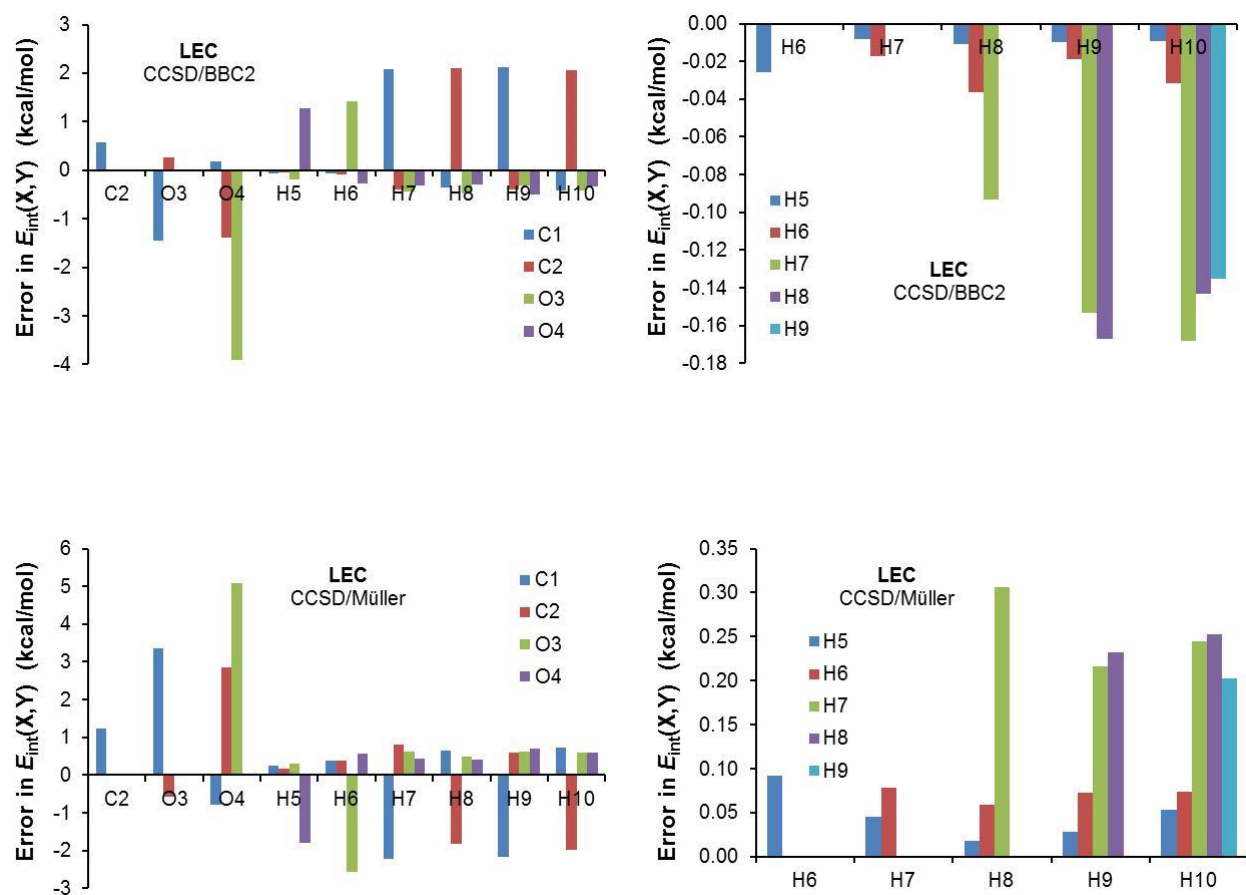 Error in Eint(X,Y) (kcal/mol)
3
2
1
0
-1
-2
-3
-4
LEC
CCSD/BBC2
C2 O3 O4 H5 H6 H7 H8 H9 H10
C1
C2
O3
O4
Error in Eint(X,Y) (kcal/mol)
0.00
-0.02
-0.04
-0.06
-0.08
-0.10
-0.12
-0.14
-0.16
-0.18
H6 H7 H8 H9 H10
H5
H6
H7
H8
H9
LEC
CCSD/BBC2
Error in Eint(X,Y) (kcal/mol)
6
5
4
3
2
1
0
-1
-2
-3
LEC
CCSD/Müller
C1
C2
O3
O4
C2 O3 O4 H5 H6 H7 H8 H9 H10
Error in Eint(X,Y) (kcal/mol)
0.35
0.30
0.25
0.20
0.15
0.10
0.05
0.00
LEC
CCSD/Müller
H5
H6
H7
H8
H9
H6 H7 H8 H9 H10